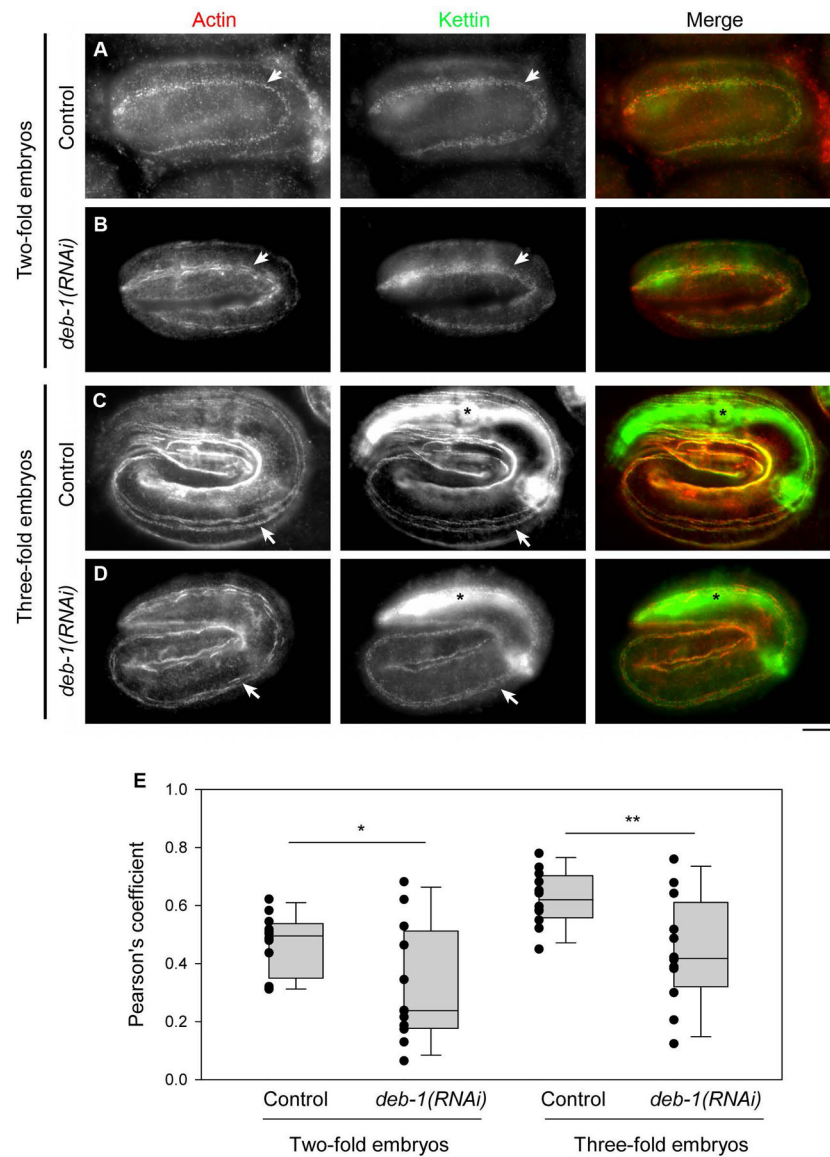 Actin Kettin Merge
Two-fold embryos
Control
A
deb-1(RNAi)
B
Three-fold embryos
Control
C
*
*
deb-1(RNAi)
D
*
*
E
Pearson's coefficient
1.0
0.8
0.6
0.4
0.2
0.0
*
**
Control deb-1(RNAi) Control deb-1(RNAi)
Two-fold embryos Three-fold embryos